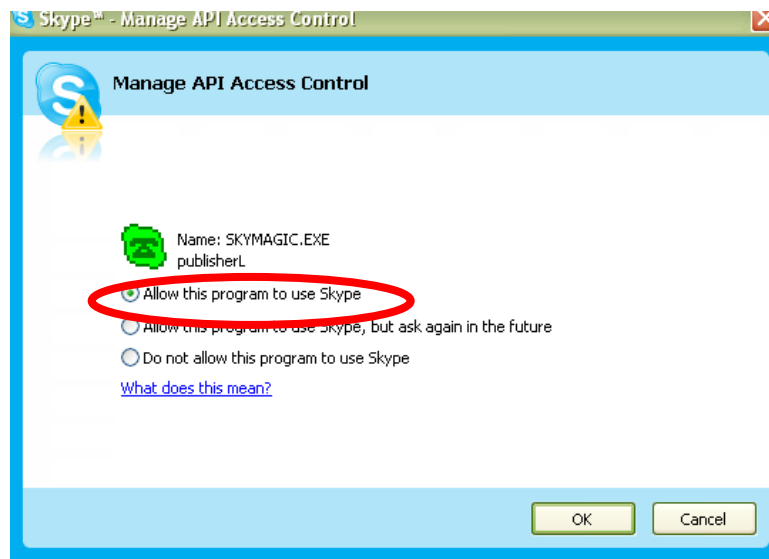 Skype™ - Manage API Access Control
Manage API Access Control
Name: SKYMAGIC.EXE
publisherL
Allow this program to use Skype
Allow this program to use Skype, but ask again in the future
Do not allow this program to use Skype
What does this mean?
OK
Cancel